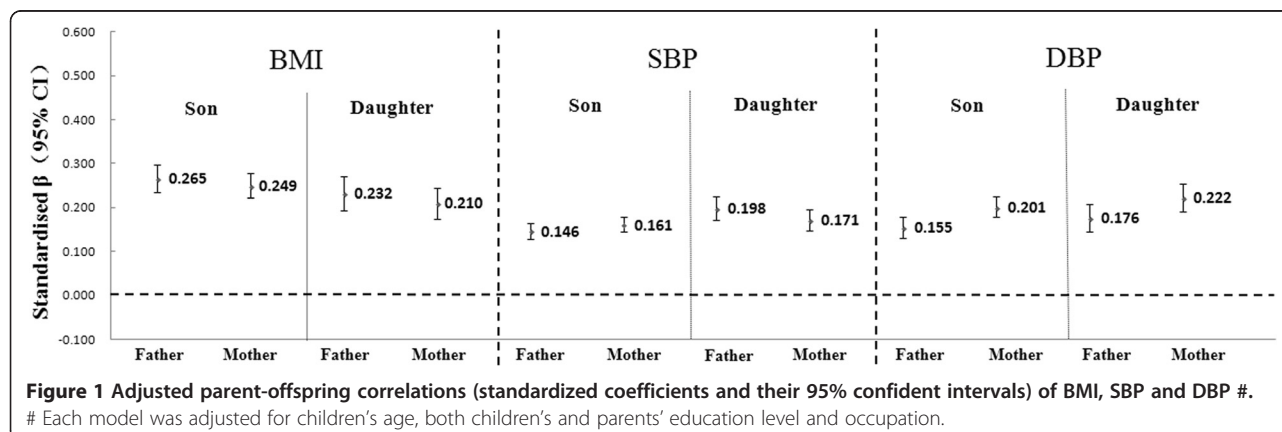 0.600
0.500
0.400
0.300
0.200
0.100
0.000
-0.100
Standardised β (95% CI)
BMI SBP DBP
Son Daughter Son Daughter Son Daughter
0.265 0.249 0.232 0.210 0.146 0.161 0.198 0.171 0.155 0.201 0.176 0.222
Father Mother Father Mother Father Mother Father Mother Father Mother Father Mother
Figure 1 Adjusted parent-offspring correlations (standardized coefficients and their 95% confident intervals) of BMI, SBP and DBP #.
# Each model was adjusted for children's age, both children's and parents' education level and occupation.